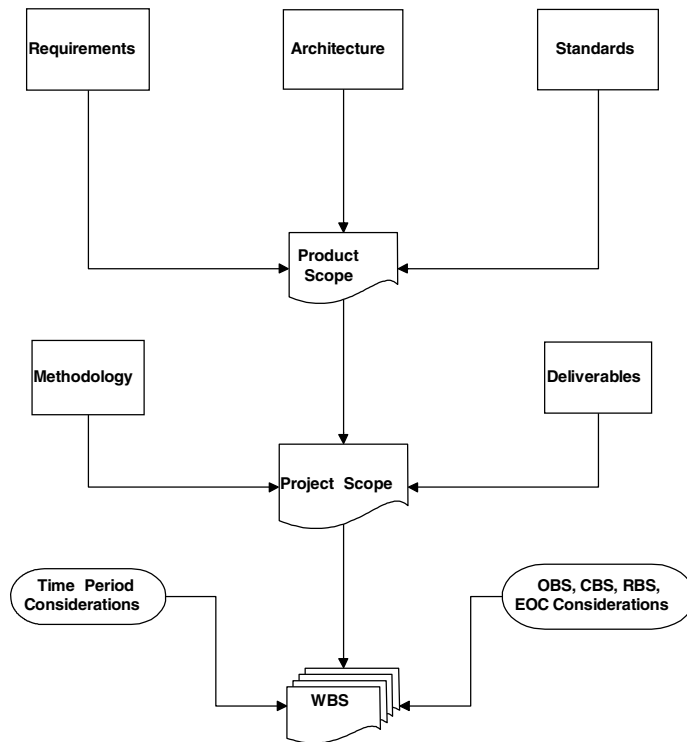 Requirements
Architecture
Standards
Product
Scope
Methodology
Deliverables
Project Scope
Time Period
Considerations
OBS, CBS, RBS,
EOC Considerations
WBS